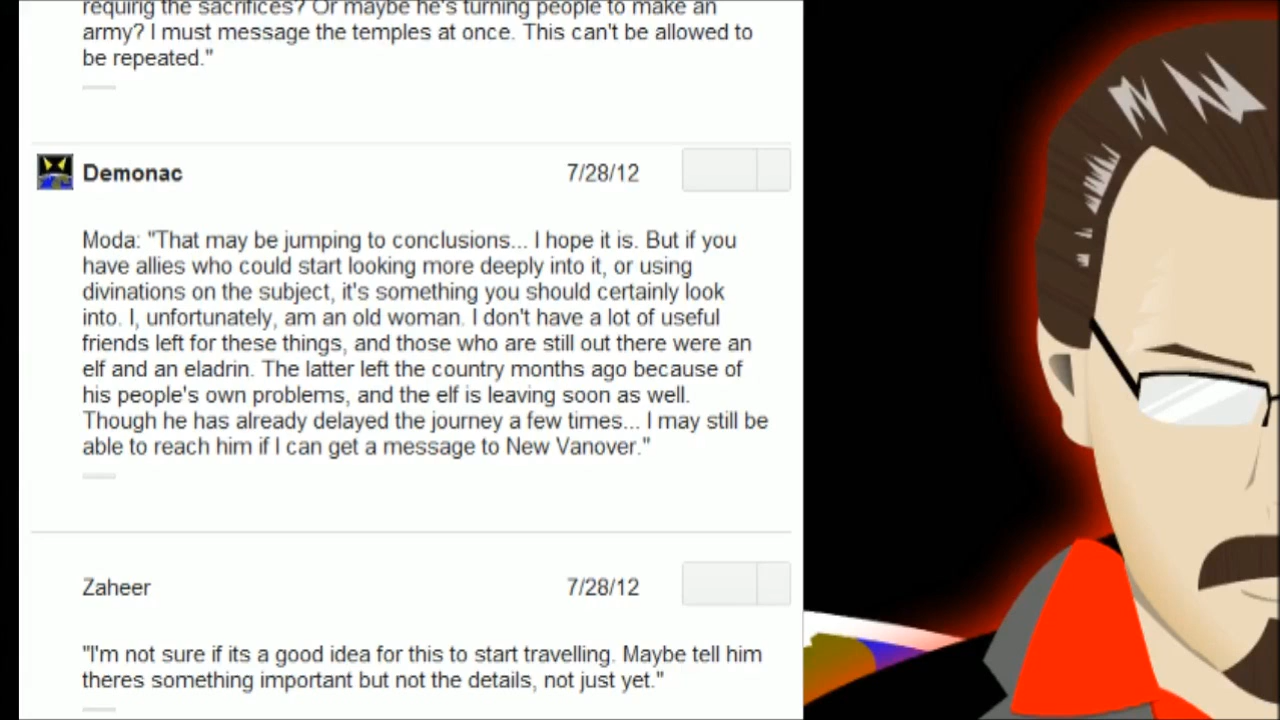 requirig the sacrifices? Or maybe he's turning people to make an
army? I must message the temples at once. This can't be allowed to
be repeated."
Demonac 7/28/12
Moda: "That may be jumping to conclusions... I hope it is. But if you
have allies who could start looking more deeply into it, or using
divinations on the subject, it's something you should certainly look
into. I, unfortunately, am an old woman. I don't have a lot of useful
friends left for these things, and those who are still out there were an
elf and an eladrin. The latter left the country months ago because of
his people's own problems, and the elf is leaving soon as well.
Though he has already delayed the journey a few times... I may still be
able to reach him if I can get a message to New Vanover."
Zaheer 7/28/12
"I'm not sure if its a good idea for this to start travelling. Maybe tell him
theres something important but not the details, not just yet."